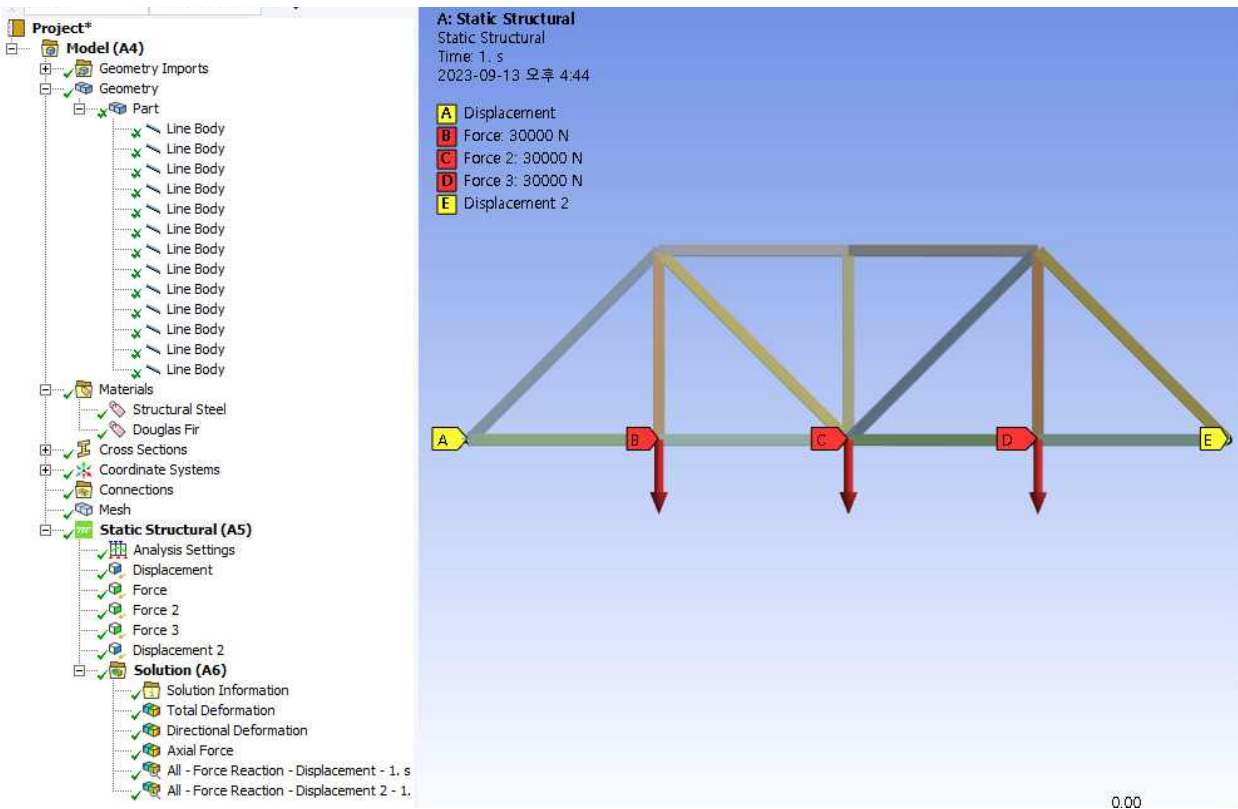 Project*
Model (A4)
Geometry Imports
Geometry
Part
Line Body
Line Body
Line Body
Line Body
Line Body
Line Body
Line Body
Line Body
Line Body
Line Body
Line Body
Line Body
Line Body
Materials
Structural Steel
Douglas Fir
Cross Sections
Coordinate Systems
Connections
Mesh
Static Structural (A5)
Analysis Settings
Displacement
Force
Force 2
Force 3
Displacement 2
Solution (A6)
Solution Information
Total Deformation
Directional Deformation
Axial Force
All - Force Reaction - Displacement - 1. s
All - Force Reaction - Displacement 2 - 1.
A: Static Structural
Static Structural
Time: 1. s
2023-09-13 오후 4:44
A Displacement
B Force: 30000 N
C Force 2: 30000 N
D Force 3: 30000 N
E Displacement 2
A B C D E
0.00